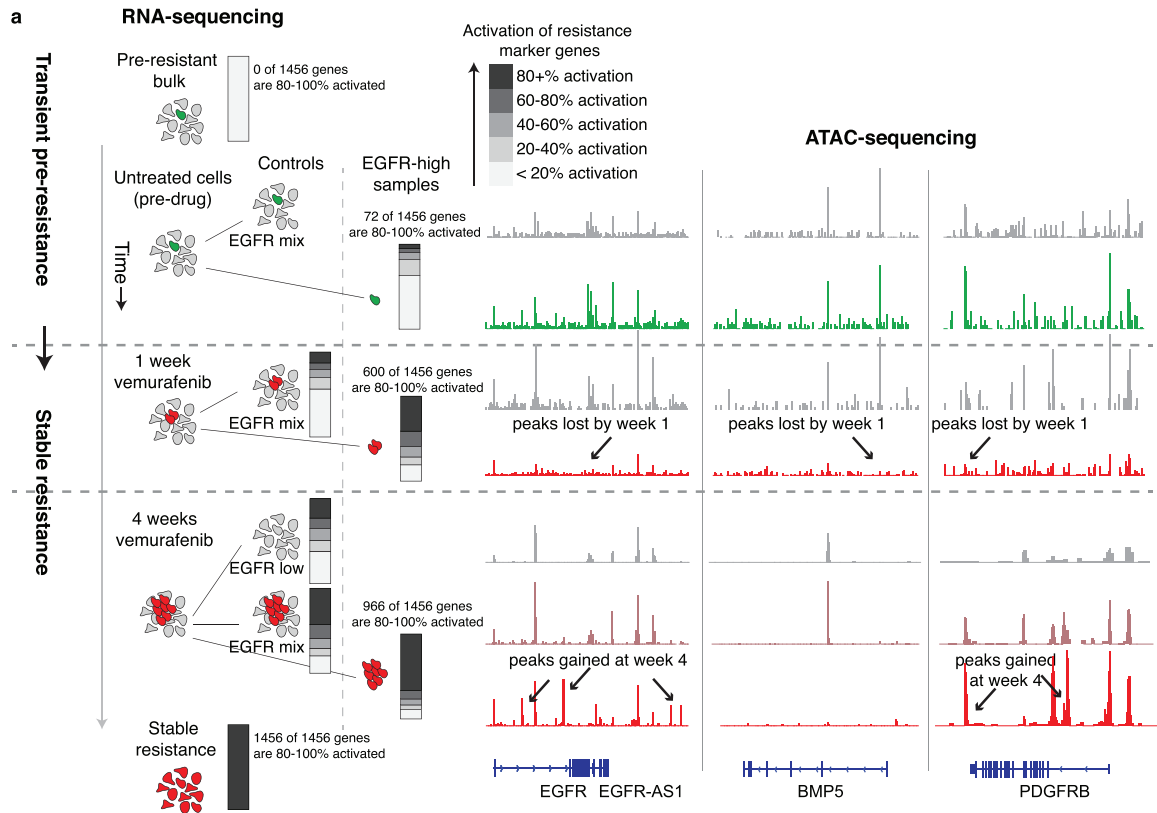 a
RNA-sequencing
Transient pre-resistance
Stable resistance
Pre-resistant
bulk
0 of 1456 genes
are 80-100% activated
Activation of resistance
marker genes
80+% activation
60-80% activation
40-60% activation
20-40% activation
< 20% activation
ATAC-sequencing
Untreated cells
(pre-drug)
Controls
EGFR mix
EGFR-high
samples
72 of 1456 genes
are 80-100% activated
Time
1 week
vemurafenib
EGFR mix
600 of 1456 genes
are 80-100% activated
peaks lost by week 1
peaks lost by week 1
peaks lost by week 1
4 weeks
vemurafenib
EGFR low
EGFR mix
966 of 1456 genes
are 80-100% activated
peaks gained at week 4
peaks gained
at week 4
Stable
resistance
1456 of 1456 genes
are 80-100% activated
EGFR
EGFR-AS1
BMP5
PDGFRB